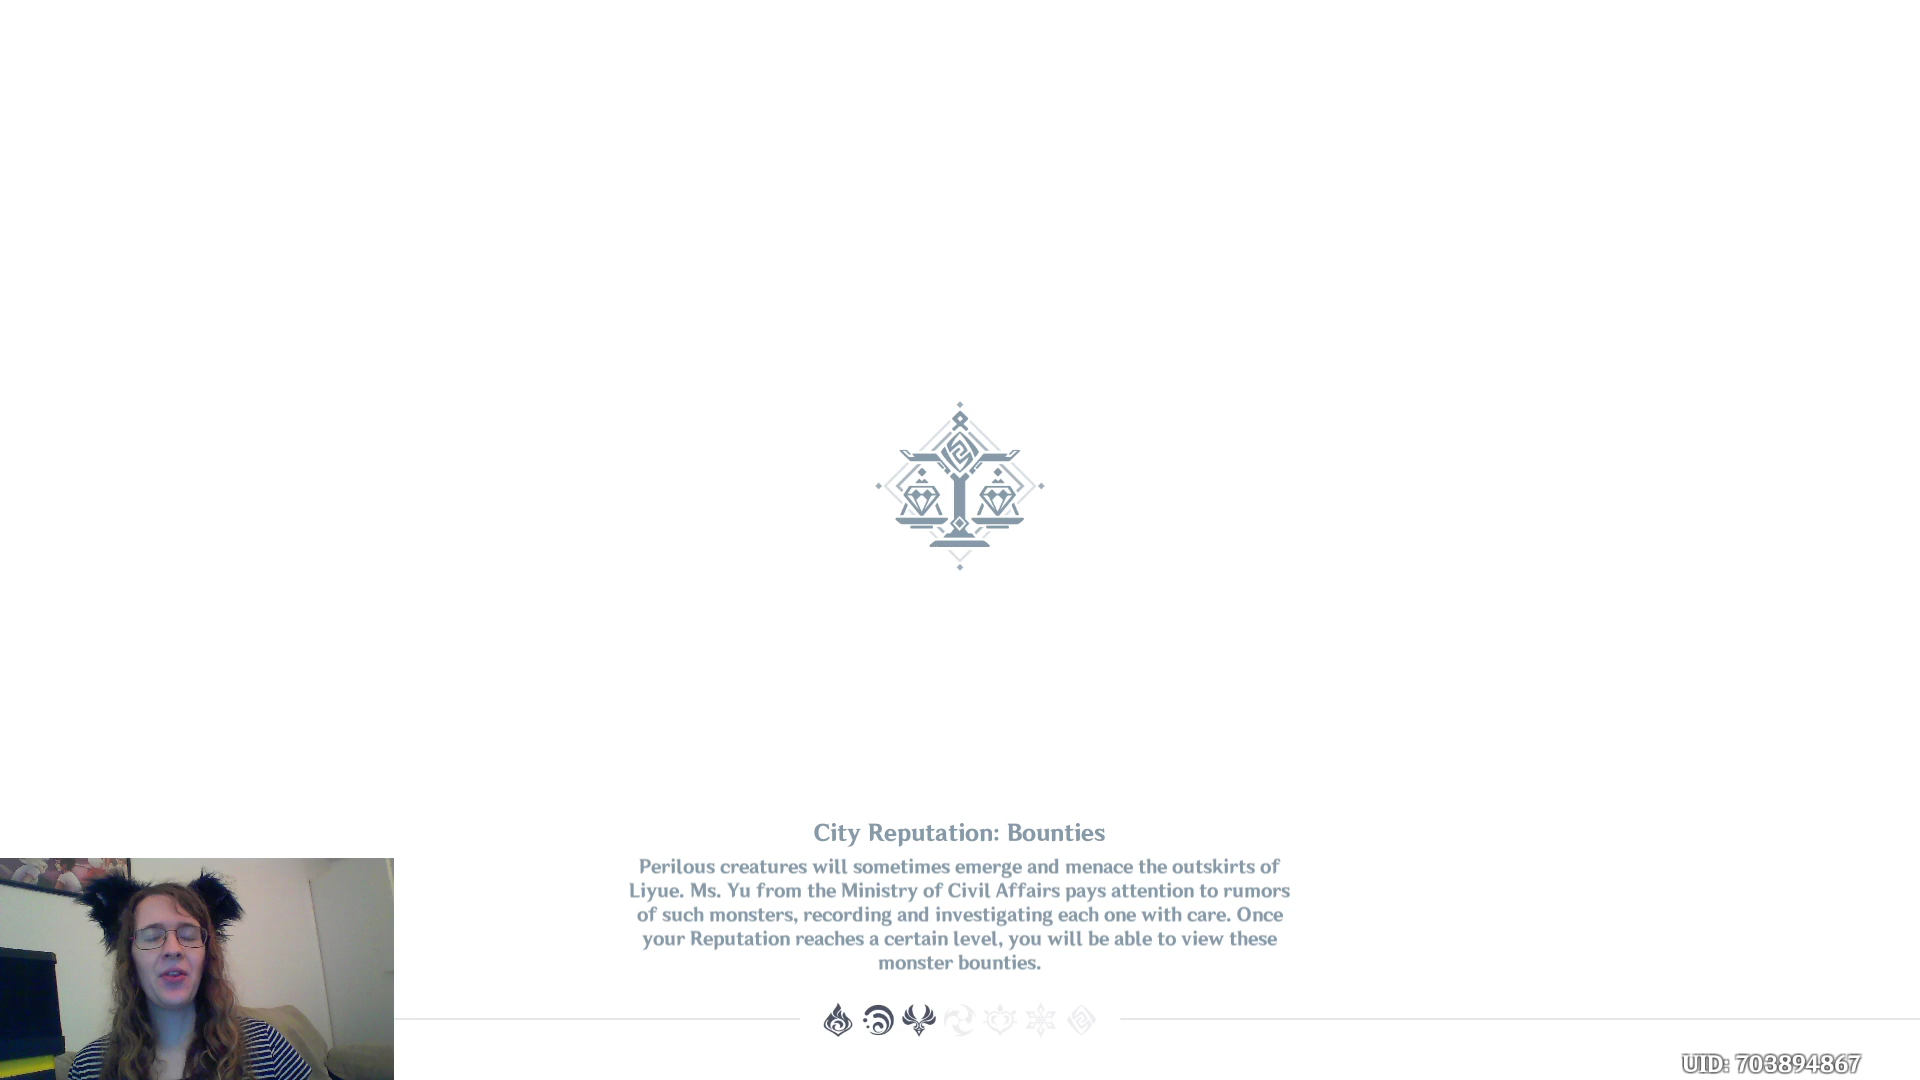 City Reputation: Bounties
Perilous creatures will sometimes emerge and menace the outskirts of
Liyue. Ms. Yu from the Ministry of Civil Affairs pays attention to rumors
of such monsters, recording and investigating each one with care. Once
your Reputation reaches a certain level, you will be able to view these
monster bounties.
UID: 703894867